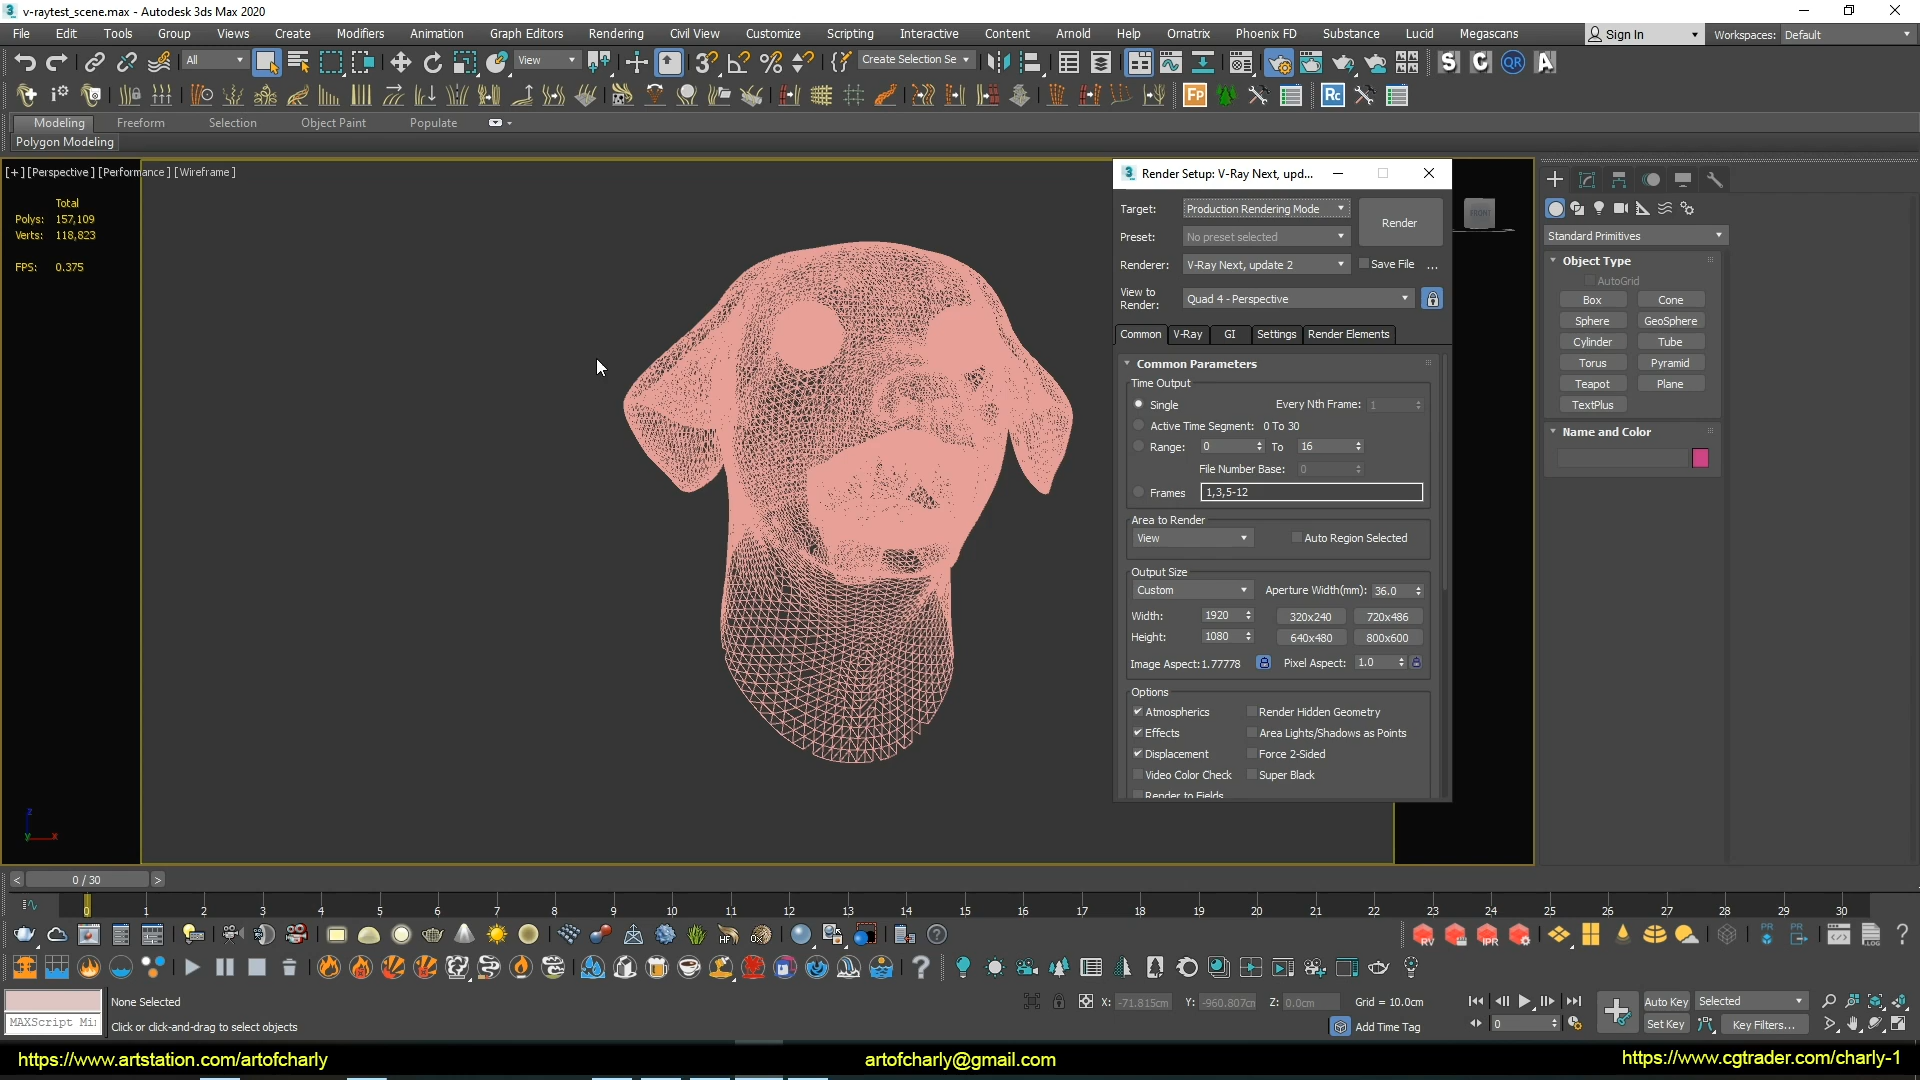 v-raytest_scene.max - Autodesk 3ds Max 2020
File Edit Tools Group Views Create Modifiers Animation Graph Editors Rendering Civil View Customize Scripting Interactive Content Arnold Help Ornatrix Phoenix FD Substance Lucid Megascans Sign In Workspaces: Default
All View Create Selection Se S C QR A
Fp Rc
Modeling Freeform Selection Object Paint Populate
Polygon Modeling
[+] [Perspective] [Performance] [Wireframe]
Total
Polys: 157,109
Verts: 118,823
FPS: 0.375
Render Setup: V-Ray Next, upd...
Target: Production Rendering Mode Render
Preset: No preset selected
Renderer: V-Ray Next, update 2 Save File ...
View to Render: Quad 4 - Perspective
Common V-Ray GI Settings Render Elements
Common Parameters
Time Output
Single Every Nth Frame: 1
Active Time Segment: 0 To 30
Range: 0 To 16
File Number Base: 0
Frames 1,3,5-12
Area to Render
View Auto Region Selected
Output Size
Custom Aperture Width(mm): 36.0
Width: 1920 320x240 720x486
Height: 1080 640x480 800x600
Image Aspect: 1.77778 Pixel Aspect: 1.0
Options
Atmospherics Render Hidden Geometry
Effects Area Lights/Shadows as Points
Displacement Force 2-Sided
Video Color Check Super Black
Render to Fields
FRONT
Standard Primitives
Object Type
AutoGrid
Box Cone
Sphere GeoSphere
Cylinder Tube
Torus Pyramid
Teapot Plane
TextPlus
Name and Color
z
y x
< 0 / 30 >
0 1 2 3 4 5 6 7 8 9 10 11 12 13 14 15 16 17 18 19 20 21 22 23 24 25 26 27 28 29 30
HF RV IPR PR PR LOG
None Selected X: -71.815cm Y: -960.807cm Z: 0.0cm Grid = 10.0cm Auto Key Selected
MAXScript Mi Click or click-and-drag to select objects Add Time Tag 0 Set Key Key Filters...
https://www.artstation.com/artofcharly artofcharly@gmail.com https://www.cgtrader.com/charly-1